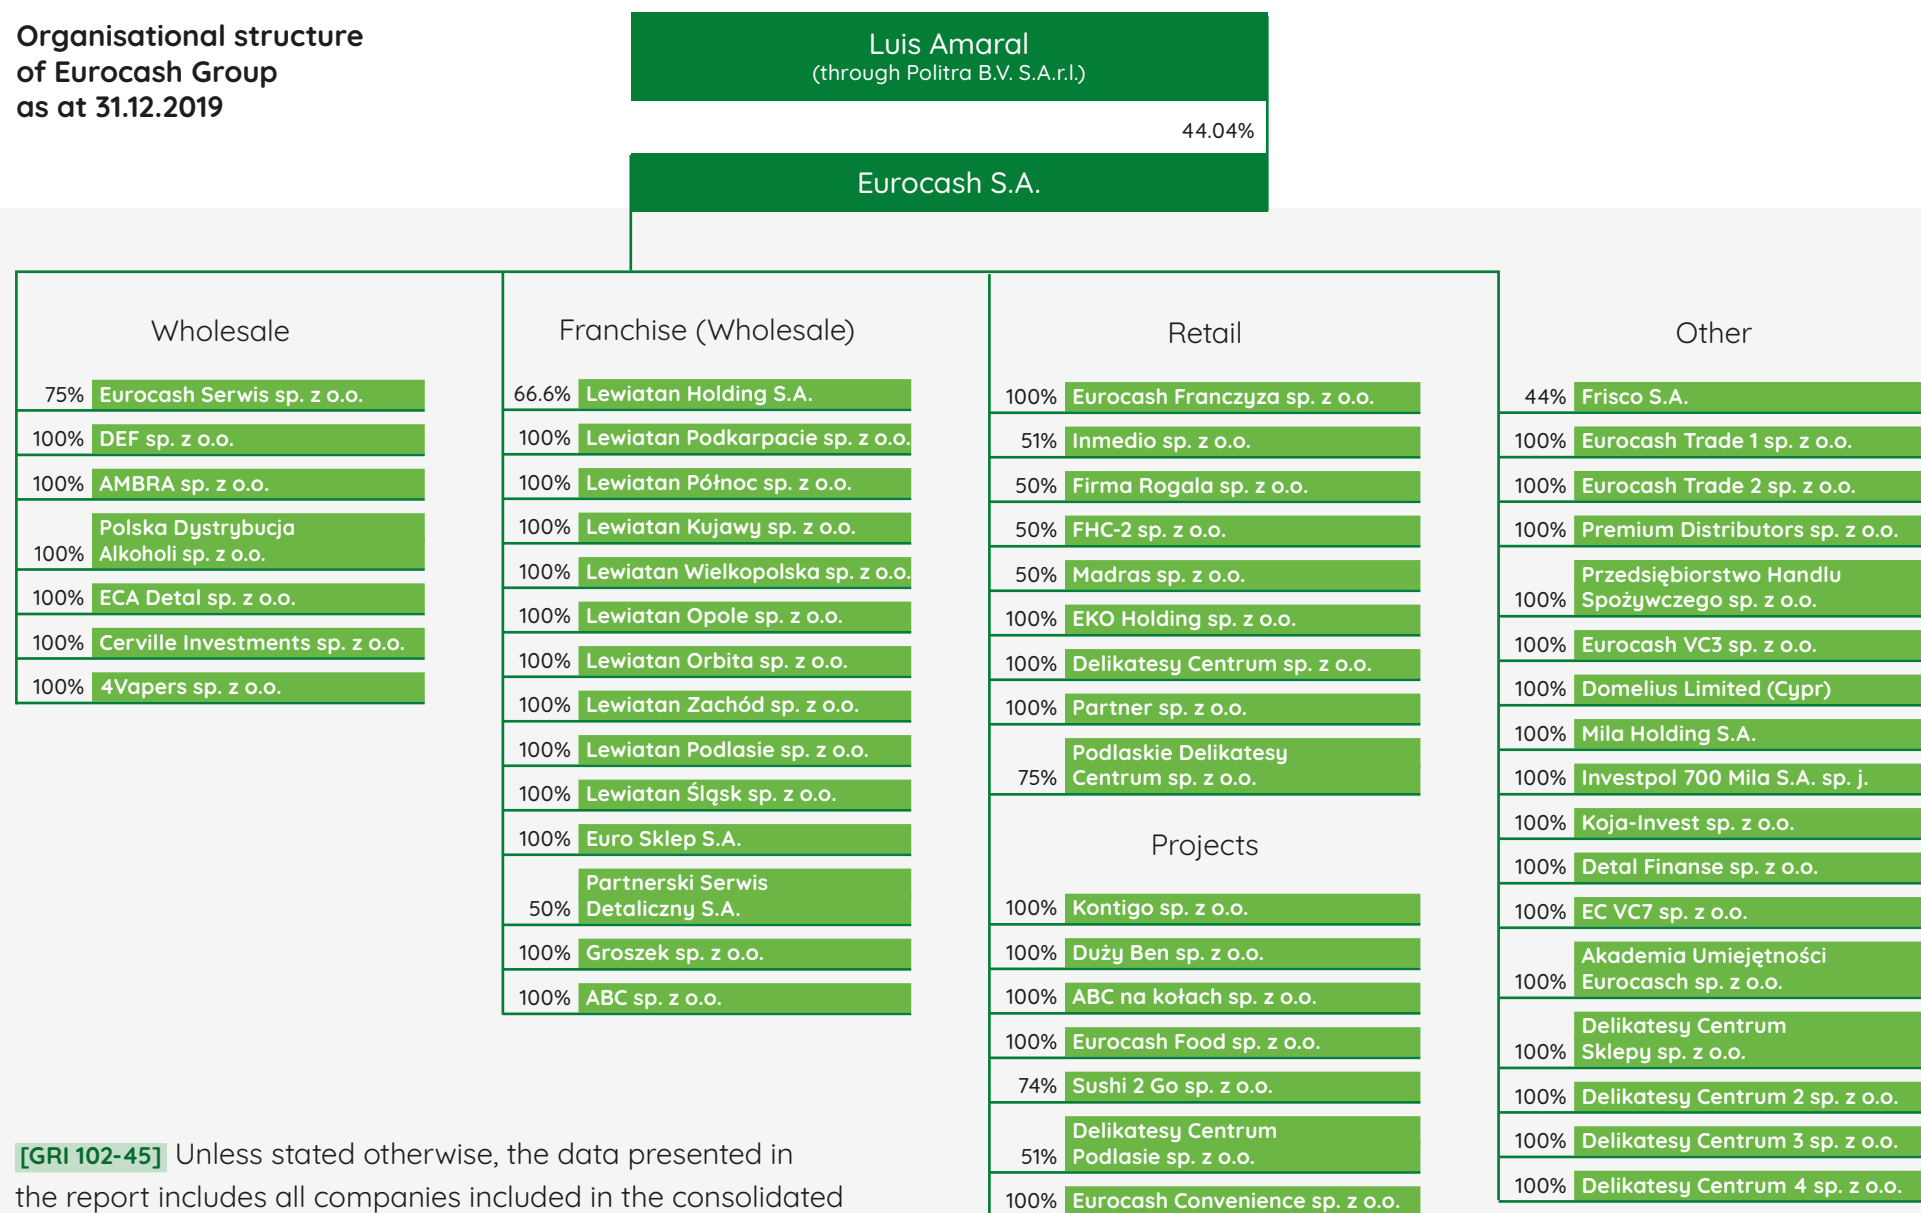 Organisational structure
of Eurocash Group
as at 31.12.2019
Luis Amaral
(through Politra B.V. S.A.r.l.)
44.04%
Eurocash S.A.
Wholesale
75% Eurocash Serwis sp. z o.o.
100% DEF sp. z o.o.
100% AMBRA sp. z o.o.
Polska Dystrybucja
100% Alkoholi sp. z o.o.
100% ECA Detal sp. z o.o.
100% Cerville Investments sp. z o.o.
100% 4Vapers sp. z o.o.
Franchise (Wholesale)
66.6% Lewiatan Holding S.A.
100% Lewiatan Podkarpacie sp. z o.o.
100% Lewiatan Północ sp. z o.o.
100% Lewiatan Kujawy sp. z o.o.
100% Lewiatan Wielkopolska sp. z o.o.
100% Lewiatan Opole sp. z o.o.
100% Lewiatan Orbita sp. z o.o.
100% Lewiatan Zachód sp. z o.o.
100% Lewiatan Podlasie sp. z o.o.
100% Lewiatan Śląsk sp. z o.o.
100% Euro Sklep S.A.
Partnerski Serwis
50% Detaliczny S.A.
100% Groszek sp. z o.o.
100% ABC sp. z o.o.
Retail
100% Eurocash Franczyza sp. z o.o.
51% Inmedio sp. z o.o.
50% Firma Rogala sp. z o.o.
50% FHC-2 sp. z o.o.
50% Madras sp. z o.o.
100% EKO Holding sp. z o.o.
100% Delikatesy Centrum sp. z o.o.
100% Partner sp. z o.o.
Podlaskie Delikatesy
75% Centrum sp. z o.o.
Projects
100% Kontigo sp. z o.o.
100% Duży Ben sp. z o.o.
100% ABC na kołach sp. z o.o.
100% Eurocash Food sp. z o.o.
74% Sushi 2 Go sp. z o.o.
Delikatesy Centrum
51% Podlasie sp. z o.o.
100% Eurocash Convenience sp. z o.o.
Other
44% Frisco S.A.
100% Eurocash Trade 1 sp. z o.o.
100% Eurocash Trade 2 sp. z o.o.
100% Premium Distributors sp. z o.o.
Przedsiębiorstwo Handlu
100% Spożywczego sp. z o.o.
100% Eurocash VC3 sp. z o.o.
100% Domelius Limited (Cypr)
100% Mila Holding S.A.
100% Investpol 700 Mila S.A. sp. j.
100% Koja-Invest sp. z o.o.
100% Detal Finanse sp. z o.o.
100% EC VC7 sp. z o.o.
Akademia Umiejętności
100% Eurocasch sp. z o.o.
Delikatesy Centrum
100% Sklepy sp. z o.o.
100% Delikatesy Centrum 2 sp. z o.o.
100% Delikatesy Centrum 3 sp. z o.o.
100% Delikatesy Centrum 4 sp. z o.o.
[GRI 102-45] Unless stated otherwise, the data presented in
the report includes all companies included in the consolidated